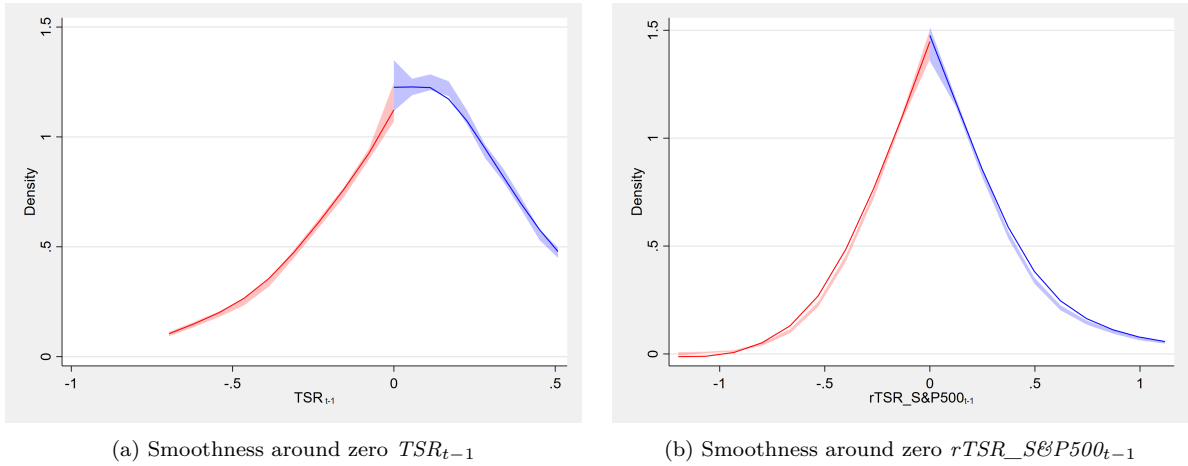 1.5
1
.5
0
Density
-1
-.5
0
.5
TSR t-1
1.5
1
.5
0
Density
-1
-.5
0
.5
1
rTSR_S&P500t-1
(a) Smoothness around zero TSRt−1
(b) Smoothness around zero rTSR_S&P500t−1